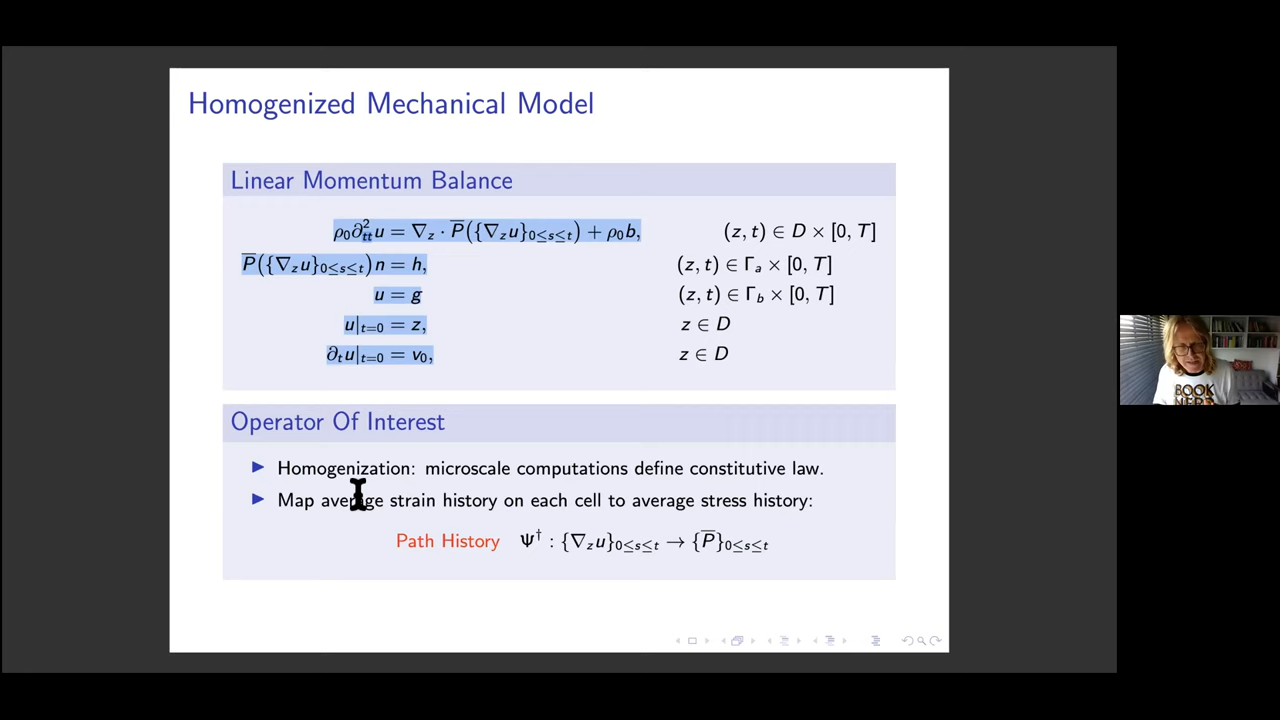 Homogenized Mechanical Model
Linear Momentum Balance
ρ₀∂²ₜₜu = ∇_z · P̅({∇_z u}_{0≤s≤t}) + ρ₀b, (z, t) ∈ D × [0, T]
P̅({∇_z u}_{0≤s≤t})n = h, (z, t) ∈ Γₐ × [0, T]
u = g (z, t) ∈ Γ_b × [0, T]
u|_{t=0} = z, z ∈ D
∂ₜu|_{t=0} = v₀, z ∈ D
Operator Of Interest
▶ Homogenization: microscale computations define constitutive law.
▶ Map average strain history on each cell to average stress history:
Path History Ψ† : {∇_z u}_{0≤s≤t} → {P̅}_{0≤s≤t}
BOOK